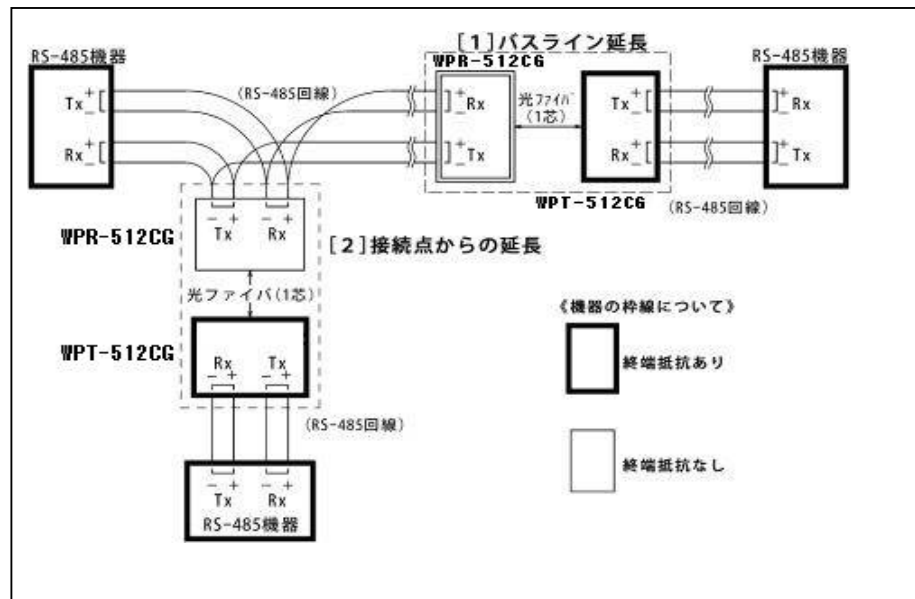 [1]バスライン延長
RS-485機器
WPR-512CG
RS-485機器
(RS-485回線)
Tx + −
Rx + −
+ − Rx
+ − Tx
光ファイバ
(1芯)
Tx + −
Rx + −
+ − Rx
+ − Tx
WPT-512CG
(RS-485回線)
WPR-512CG
− + − +
Tx Rx
[2]接続点からの延長
光ファイバ(1芯)
WPT-512CG
Rx Tx
− + − +
(RS-485回線)
− + − +
Tx Rx
RS-485機器
《機器の枠線について》
終端抵抗あり
終端抵抗なし